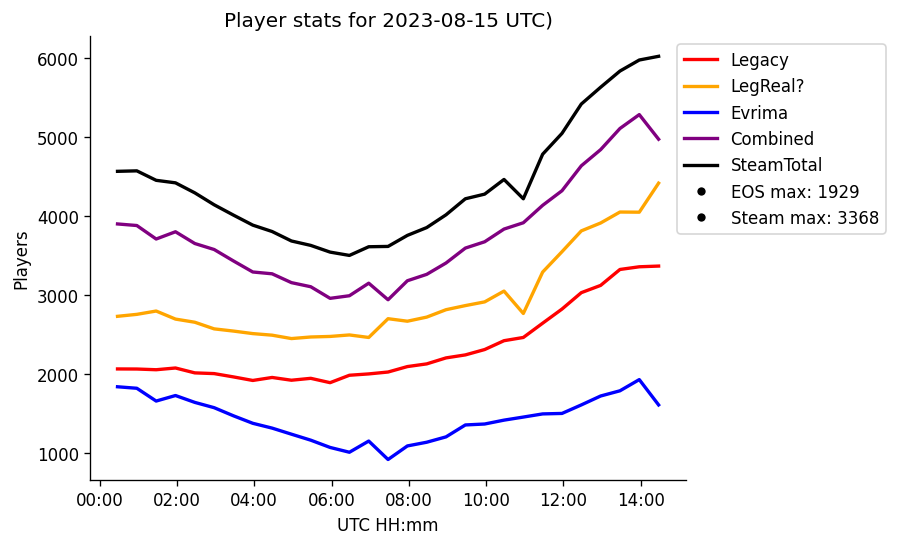 Player stats for 2023-08-15 UTC)
Players
6000
5000
4000
3000
2000
1000
00:00 02:00 04:00 06:00 08:00 10:00 12:00 14:00
UTC HH:mm
Legacy
LegReal?
Evrima
Combined
SteamTotal
EOS max: 1929
Steam max: 3368